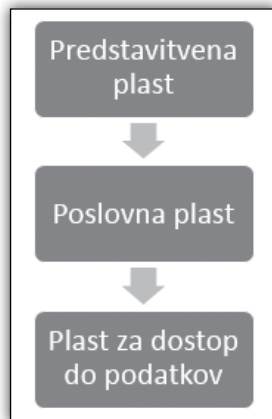 Predstavitvena
plast
Poslovna plast
Plast za dostop
do podatkov